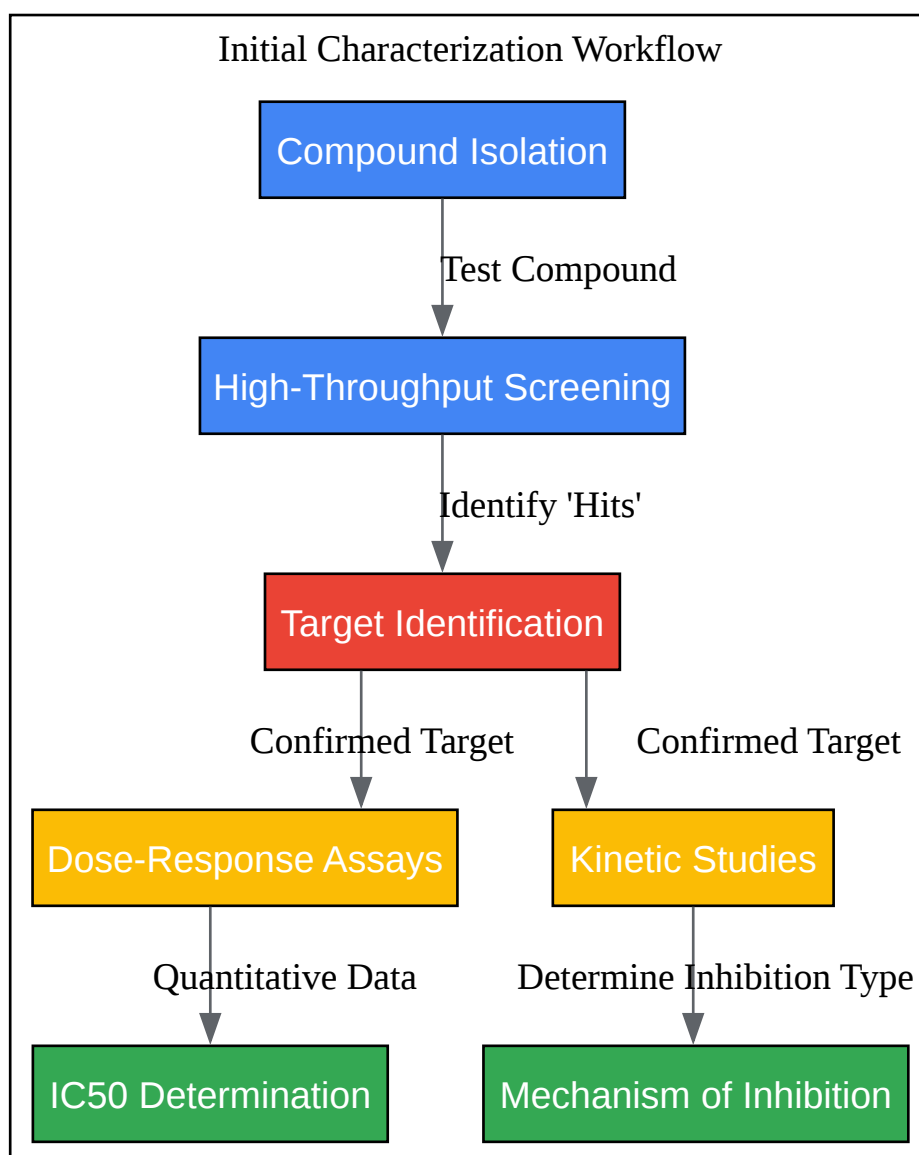 Initial Characterization Workflow
Compound Isolation
Test Compound
High-Throughput Screening
Identify 'Hits'
Target Identification
Confirmed Target
Confirmed Target
Dose-Response Assays
Kinetic Studies
Quantitative Data
Determine Inhibition Type
IC50 Determination
Mechanism of Inhibition